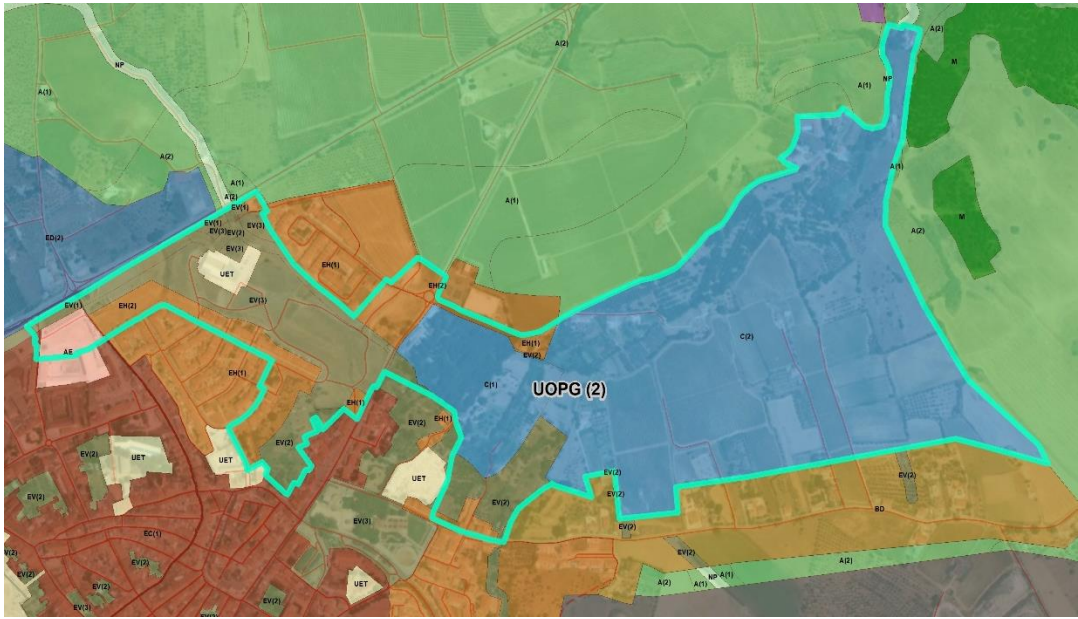 A(2)
A(2)
M
NP
A(1)
NP
A(1)
A(2)
A(1)
A(1)
A(2)
A(1)
M
EV(1)
EV(1)
EV(3)
A(2)
EV(3)EV(2)
ED(2)
EV(3)
UET
EH(1)
EH(2)
EV(1)
EH(2)
EV(3)
C(2)
EH(1)
AE
EV(2)
EH(1)
C(1)
UOPG (2)
EH(1)
EV(2)
EH(1)
EV(2)
EV(2)
UET
UET
UET
EV(2)
EV(2)
EV(2)
EV(2)
EV(2)
BD
EV(3)
EV(2)
EC(1)
EV(2)
EV(2)
EV(2)
A(2)
NP
A(1)
A(2)
A(1)
EV(2)
EV(2)
UET
EV(3)
EV(2)
EV(3)